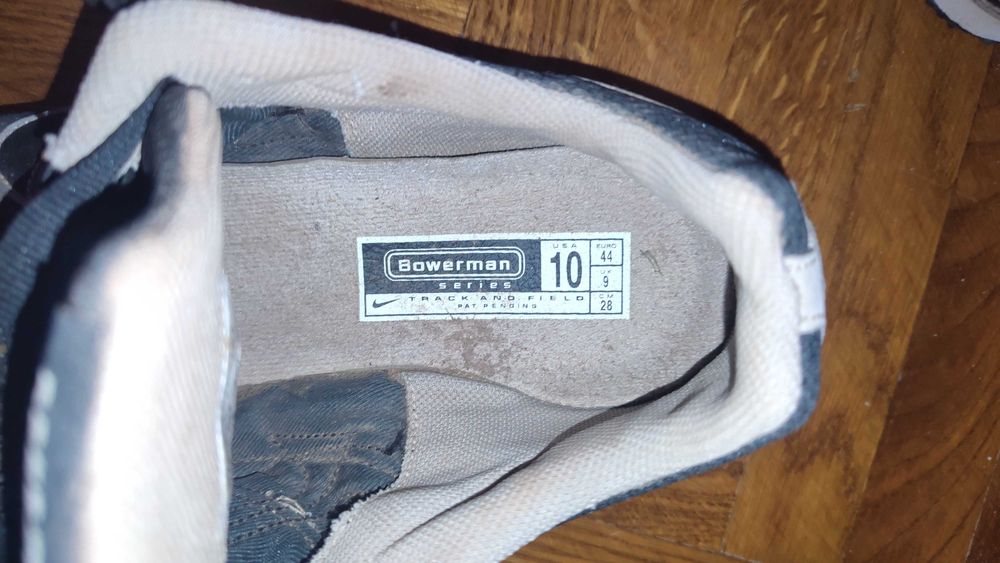 Bowerman
series
TRACK AND FIELD
PAT. PENDING
USA
10
EURO
44
UK
9
CM
28